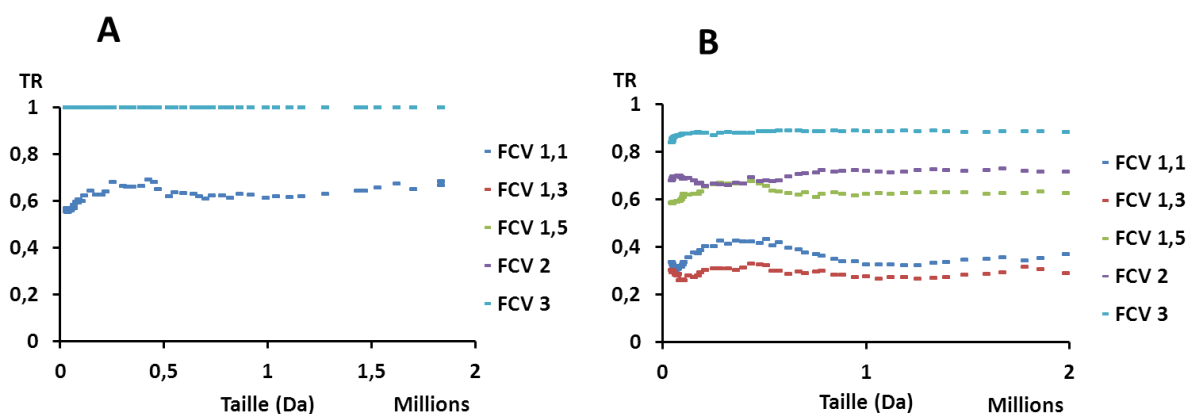 A
TR
1
0,8
0,6
0,4
0,2
0
0 0,5 1 1,5 2
Taille (Da) Millions
FCV 1,1
FCV 1,3
FCV 1,5
FCV 2
FCV 3
B
TR
1
0,8
0,6
0,4
0,2
0
0 1 2
Taille (Da) Millions
FCV 1,1
FCV 1,3
FCV 1,5
FCV 2
FCV 3